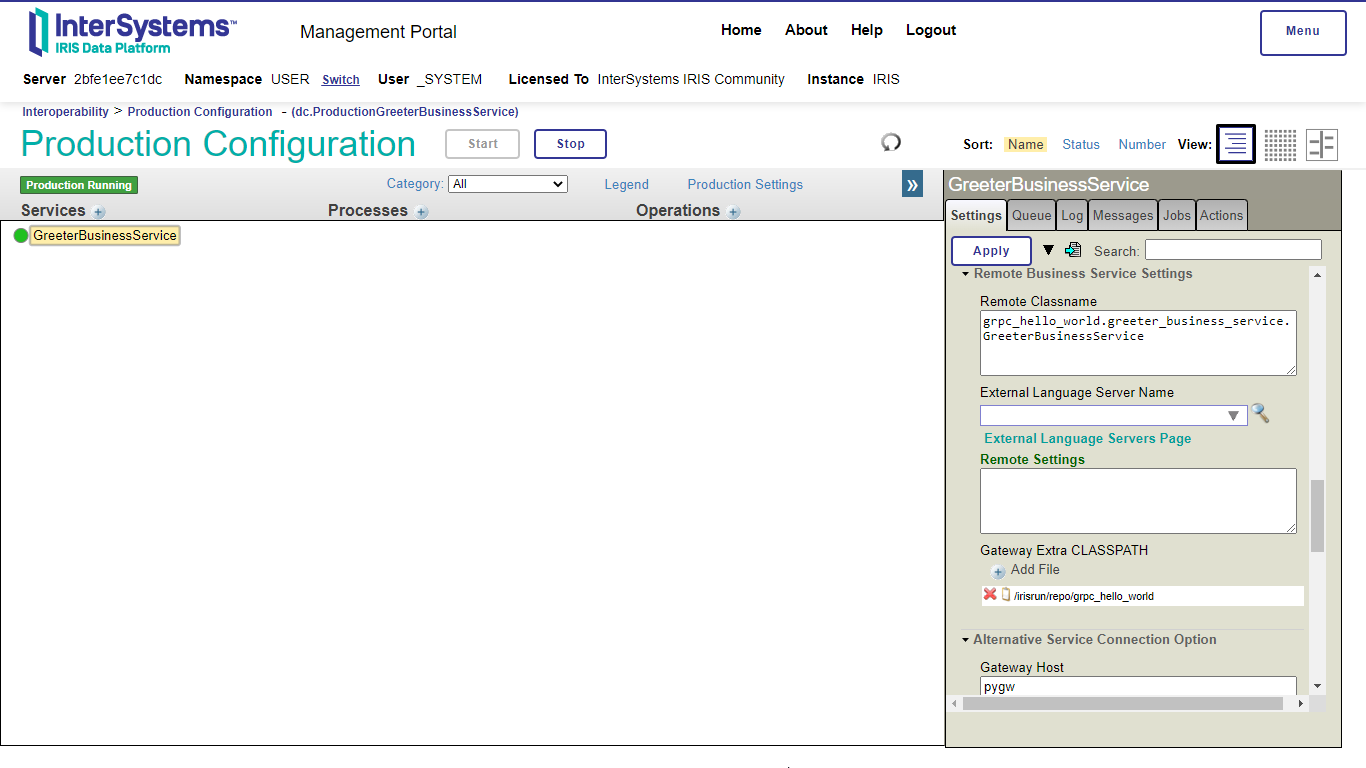 InterSystems™
IRIS Data Platform
Management Portal
Home About Help Logout
Menu
Server 2bfe1ee7c1dc Namespace USER Switch User _SYSTEM Licensed To InterSystems IRIS Community Instance IRIS
Interoperability > Production Configuration - (dc.ProductionGreeterBusinessService)
Production Configuration
Start
Stop
Sort: Name Status Number View:
Production Running
Category: All
Legend
Production Settings
»
Services
Processes
Operations
GreeterBusinessService
GreeterBusinessService
Settings Queue Log Messages Jobs Actions
Apply
Search:
Remote Business Service Settings
Remote Classname
grpc_hello_world.greeter_business_service.
GreeterBusinessService
External Language Server Name
External Language Servers Page
Remote Settings
Gateway Extra CLASSPATH
Add File
/irisrun/repo/grpc_hello_world
Alternative Service Connection Option
Gateway Host
pygw